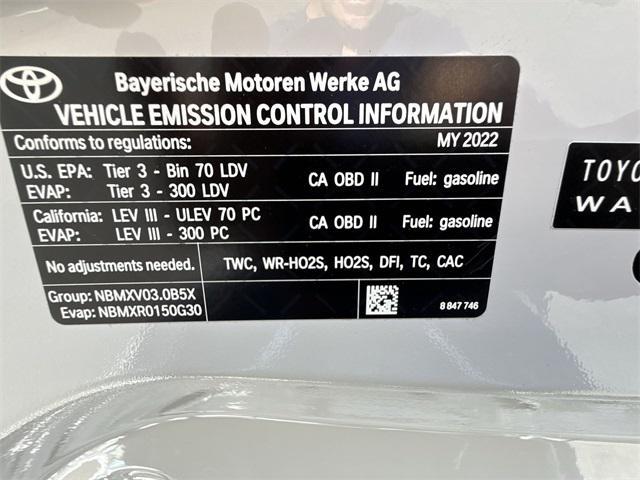 Bayerische Motoren Werke AG
VEHICLE EMISSION CONTROL INFORMATION
Conforms to regulations: MY 2022
U.S. EPA: Tier 3 - Bin 70 LDV
EVAP: Tier 3 - 300 LDV
CA OBD II Fuel: gasoline
California: LEV III - ULEV 70 PC
EVAP: LEV III - 300 PC
CA OBD II Fuel: gasoline
No adjustments needed. TWC, WR-HO2S, HO2S, DFI, TC, CAC
Group: NBMXV03.0B5X
Evap: NBMXR0150G30
8 847 746